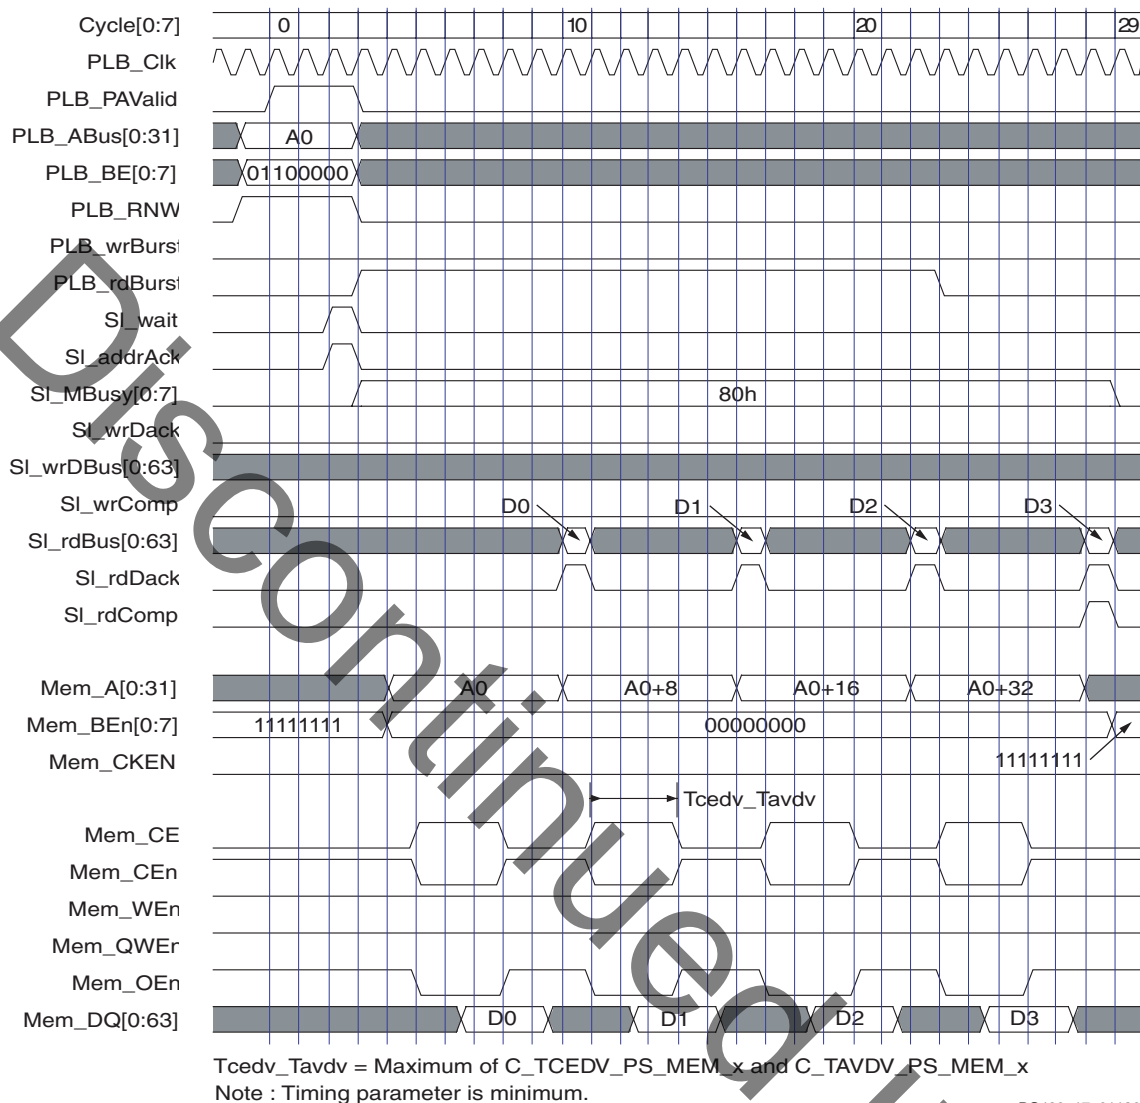 Cycle[0:7] 0 10 20 29
PLB_Clk
PLB_PAValid
PLB_ABus[0:31] A0
PLB_BE[0:7] 01100000
PLB_RNW
PLB_wrBurst
PLB_rdBurst
Sl_wait
Sl_addrAck
Sl_MBusy[0:7] 80h
Sl_wrDack
Sl_wrDBus[0:63]
Sl_wrComp D0 D1 D2 D3
Sl_rdBus[0:63]
Sl_rdDack
Sl_rdComp
Mem_A[0:31] A0 A0+8 A0+16 A0+32
Mem_BEn[0:7] 11111111 00000000
Mem_CKEN 11111111
Tcedv_Tavdv
Mem_CE
Mem_CEn
Mem_WEn
Mem_QWEn
Mem_OEn
Mem_DQ[0:63] D0 D1 D2 D3
Tcedv_Tavdv = Maximum of C_TCEDV_PS_MEM_x and C_TAVDV_PS_MEM_x
Note : Timing parameter is minimum.
Discontinued